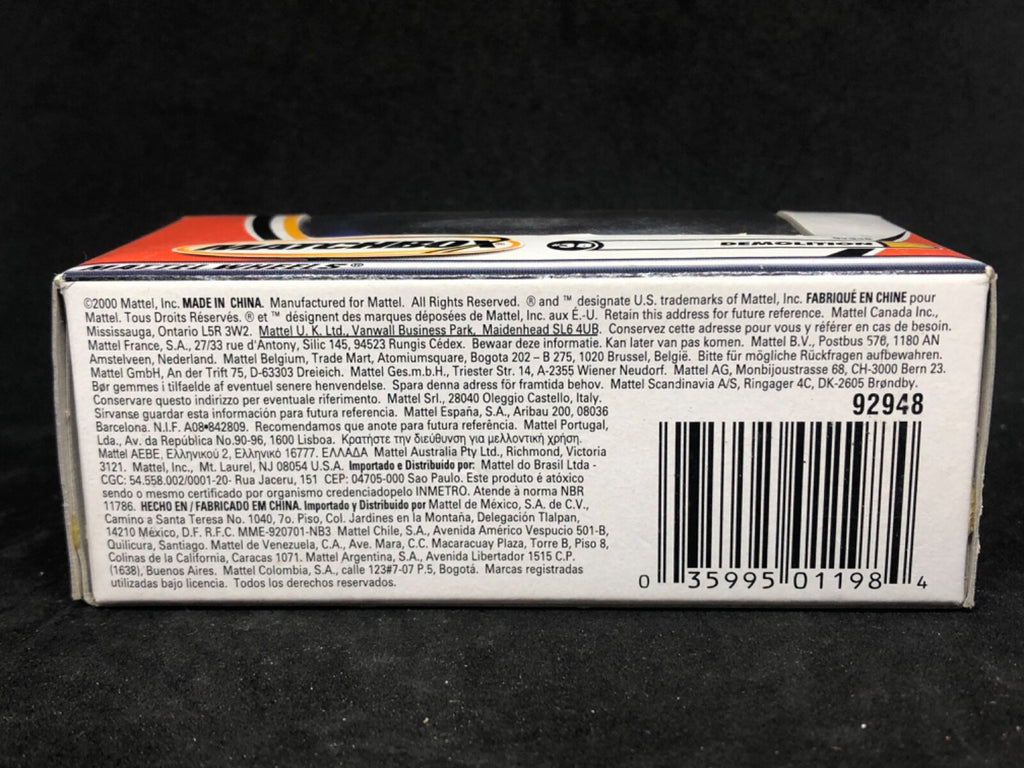 MATCHBOX
DEMOLITION
MATTEL WHEELS®
©2000 Mattel, Inc. MADE IN CHINA. Manufactured for Mattel. All Rights Reserved. ® and ™ designate U.S. trademarks of Mattel, Inc. FABRIQUÉ EN CHINE pour
Mattel. Tous Droits Réservés. ® et ™ désignent des marques déposées de Mattel, Inc. aux É.-U. Retain this address for future reference. Mattel Canada Inc.,
Mississauga, Ontario L5R 3W2. Mattel U. K. Ltd., Vanwall Business Park, Maidenhead SL6 4UB. Conservez cette adresse pour vous y référer en cas de besoin.
Mattel France, S.A., 27/33 rue d'Antony, Silic 145, 94523 Rungis Cédex. Bewaar deze informatie. Kan later van pas komen. Mattel B.V., Postbus 576, 1180 AN
Amstelveen, Nederland. Mattel Belgium, Trade Mart, Atomiumsquare, Bogota 202 – B 275, 1020 Brussel, België. Bitte für mögliche Rückfragen aufbewahren.
Mattel GmbH, An der Trift 75, D-63303 Dreieich. Mattel Ges.m.b.H., Triester Str. 14, A-2355 Wiener Neudorf. Mattel AG, Monbijoustrasse 68, CH-3000 Bern 23.
Bør gemmes i tilfaelde af eventuel senere henvendelse. Spara denna adress för framtida behov. Mattel Scandinavia A/S, Ringager 4C, DK-2605 Brøndby.
Conservare questo indirizzo per eventuale riferimento. Mattel Srl., 28040 Oleggio Castello, Italy.
Sirvanse guardar esta información para futura referencia. Mattel España, S.A., Aribau 200, 08036
Barcelona. N.I.F. A08•842809. Recomendamos que anote para futura referência. Mattel Portugal,
Lda., Av. da República No.90-96, 1600 Lisboa. Κρατήστε την διεύθυνση για μελλοντική χρήση.
Mattel AEBE, Ελληνικού 2, Ελληνικό 16777. ΕΛΛΑΔΑ Mattel Australia Pty Ltd., Richmond, Victoria
3121. Mattel, Inc., Mt. Laurel, NJ 08054 U.S.A. Importado e Distribuido por: Mattel do Brasil Ltda -
CGC: 54.558.002/0001-20- Rua Jaceru, 151 CEP: 04705-000 Sao Paulo. Este produto é atóxico
sendo o mesmo certificado por organismo credenciadopelo INMETRO. Atende à norma NBR
11786. HECHO EN / FABRICADO EM CHINA. Importado y Distribuido por Mattel de México, S.A. de C.V.,
Camino a Santa Teresa No. 1040, 7o. Piso, Col. Jardines en la Montaña, Delegación Tlalpan,
14210 México, D.F. R.F.C. MME-920701-NB3 Mattel Chile, S.A., Avenida Américo Vespucio 501-B,
Quilicura, Santiago. Mattel de Venezuela, C.A., Ave. Mara, C.C. Macaracuay Plaza, Torre B, Piso 8,
Colinas de la California, Caracas 1071. Mattel Argentina, S.A., Avenida Libertador 1515 C.P.
(1638), Buenos Aires. Mattel Colombia, S.A., calle 123#7-07 P.5, Bogotá. Marcas registradas
utilizadas bajo licencia. Todos los derechos reservados.
92948
0 35995 01198 4